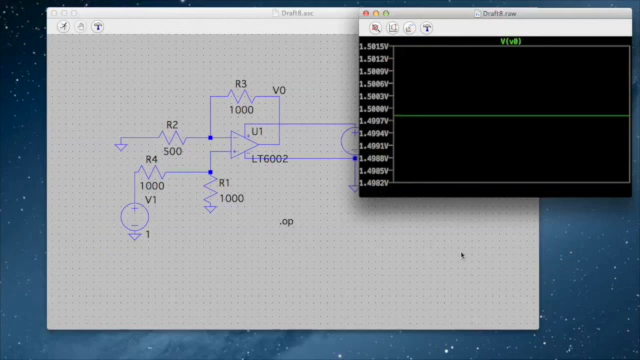 Draft8.asc
Draft8.raw
V(v0)
1.5015V
1.5012V
1.5009V
1.5006V
1.5003V
1.5000V
1.4997V
1.4994V
1.4991V
1.4988V
1.4985V
1.4982V
R3
V0
1000
R2
U1
500
LT6002
R4
R1
1000
1000
V1
1
.op